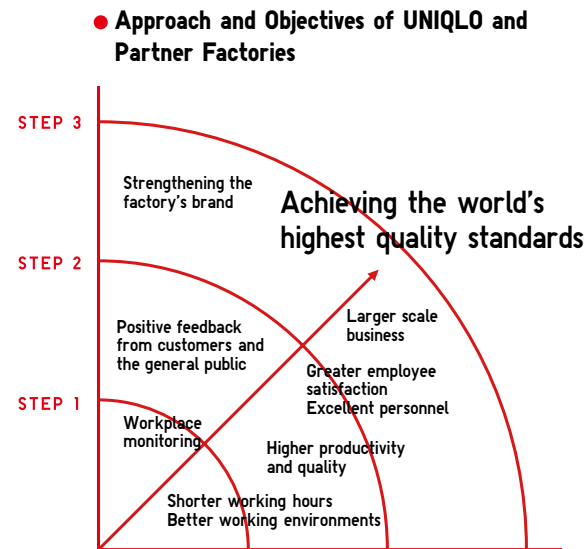 Approach and Objectives of UNIQLO and
Partner Factories
STEP 3
Strengthening the
factory's brand
Achieving the world's
highest quality standards
STEP 2
Larger scale
business
Positive feedback
from customers and
the general public
Greater employee
satisfaction
Excellent personnel
STEP 1
Workplace
monitoring
Higher productivity
and quality
Shorter working hours
Better working environments